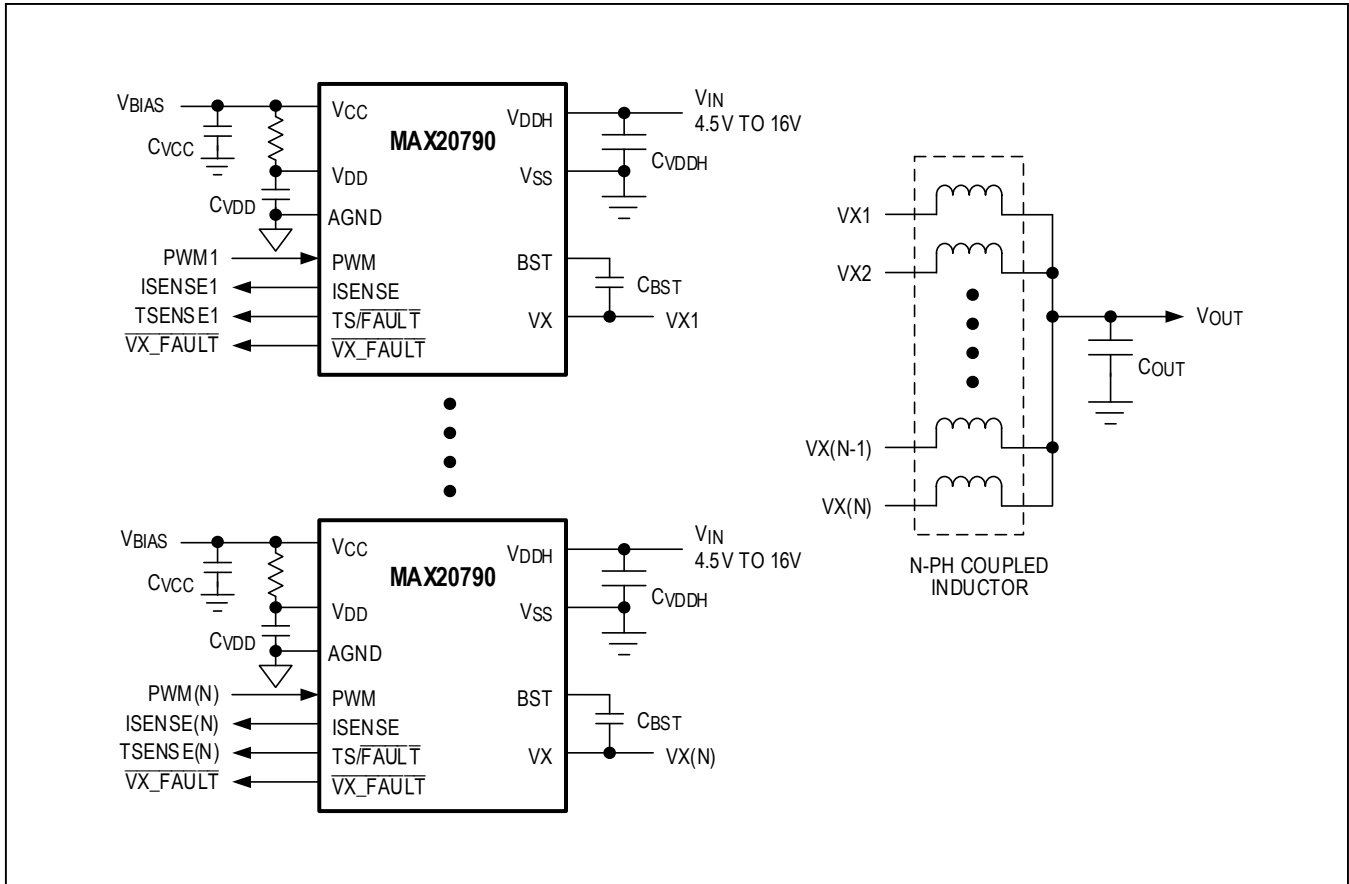 VBIAS
CVCC
CVDD
VCC
MAX20790
VDD
AGND
PWM1
PWM
ISENSE1
ISENSE
TSENSE1
TS/FAULT
VX_FAULT
VX_FAULT
VDDH
VSS
BST
VX
VIN
4.5V TO 16V
CVDDH
CBST
VX1
VBIAS
CVCC
CVDD
VCC
MAX20790
VDD
AGND
PWM(N)
PWM
ISENSE(N)
ISENSE
TSENSE(N)
TS/FAULT
VX_FAULT
VX_FAULT
VDDH
VSS
BST
VX
VIN
4.5V TO 16V
CVDDH
CBST
VX(N)
VX1
VX2
VX(N-1)
VX(N)
N-PH COUPLED
INDUCTOR
VOUT
COUT